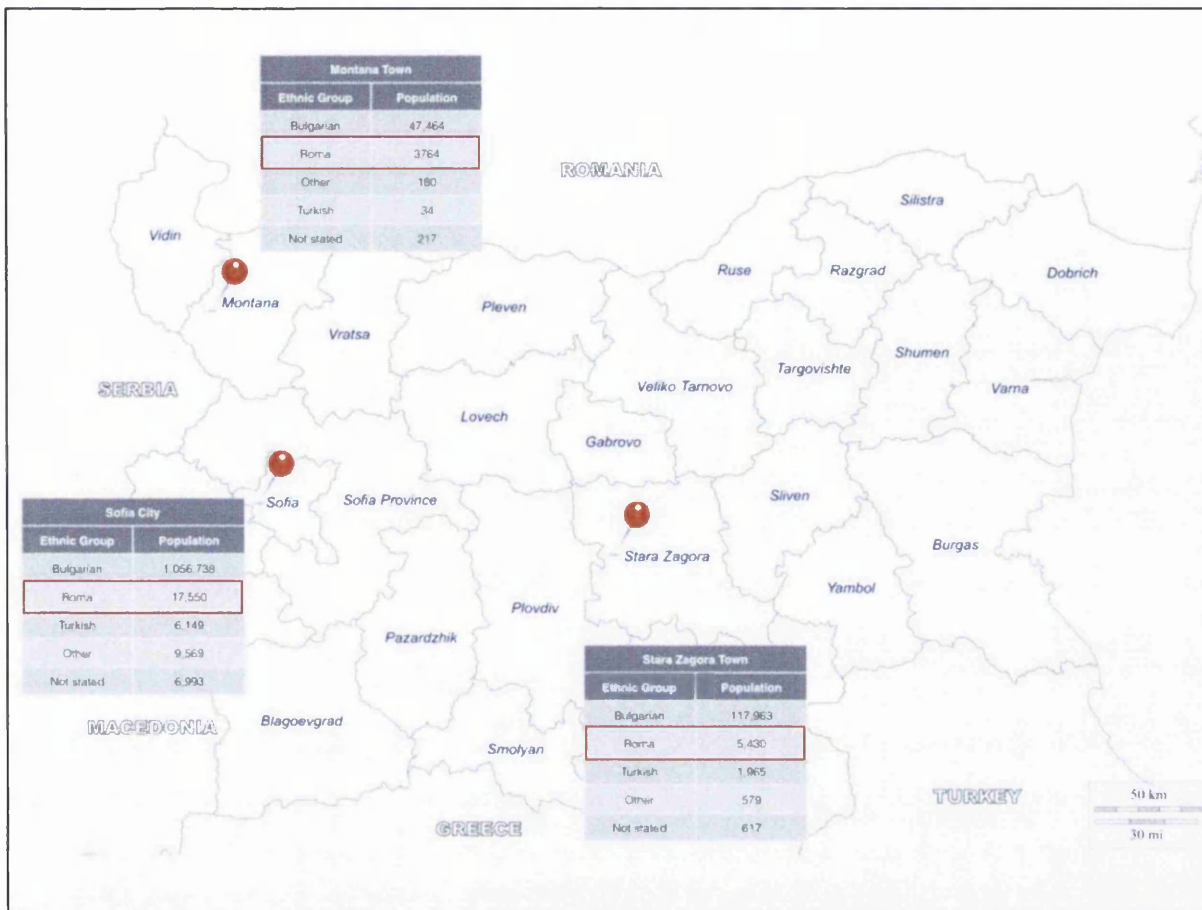 Montana Town
Ethnic Group Population
Bulgarian 47,464
Roma 3764
Other 180
Turkish 34
Not stated 217
ROMANIA
Silistra
Vidin
Ruse
Razgrad
Dobrich
Montana
Pleven
Vratsa
Shumen
Targovishte
Veliko Tarnovo
Varna
SERBIA
Lovech
Gabrovo
Sofia
Sofia Province
Sliven
Burgas
Stara Zagora
Yambol
Plovdiv
Pazardzhik
Sofia City
Ethnic Group Population
Bulgarian 1,056,738
Roma 17,550
Turkish 6,149
Other 9,569
Not stated 6,993
Stara Zagora Town
Ethnic Group Population
Bulgarian 117,963
Roma 5,430
Turkish 1,965
Other 579
Not stated 617
MACEDONIA
Blagoevgrad
Smolyan
GREECE
TURKEY
50 km
30 mi